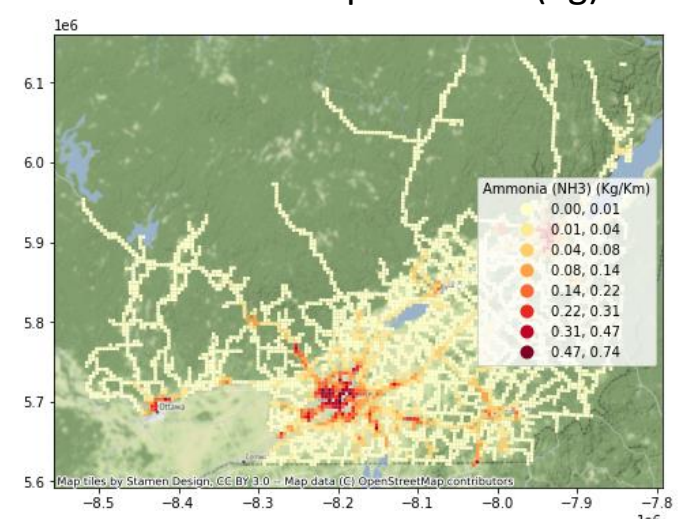 1e6
6.1
6.0
5.9
5.8
5.7
5.6
Ammonia (NH3) (Kg/Km)
0.00, 0.01
0.01, 0.04
0.04, 0.08
0.08, 0.14
0.14, 0.22
0.22, 0.31
0.31, 0.47
0.47, 0.74
Ottawa
Map tiles by Stamen Design, CC BY 3.0 -- Map data (C) OpenStreetMap contributors
−8.5 −8.4 −8.3 −8.2 −8.1 −8.0 −7.9 −7.8